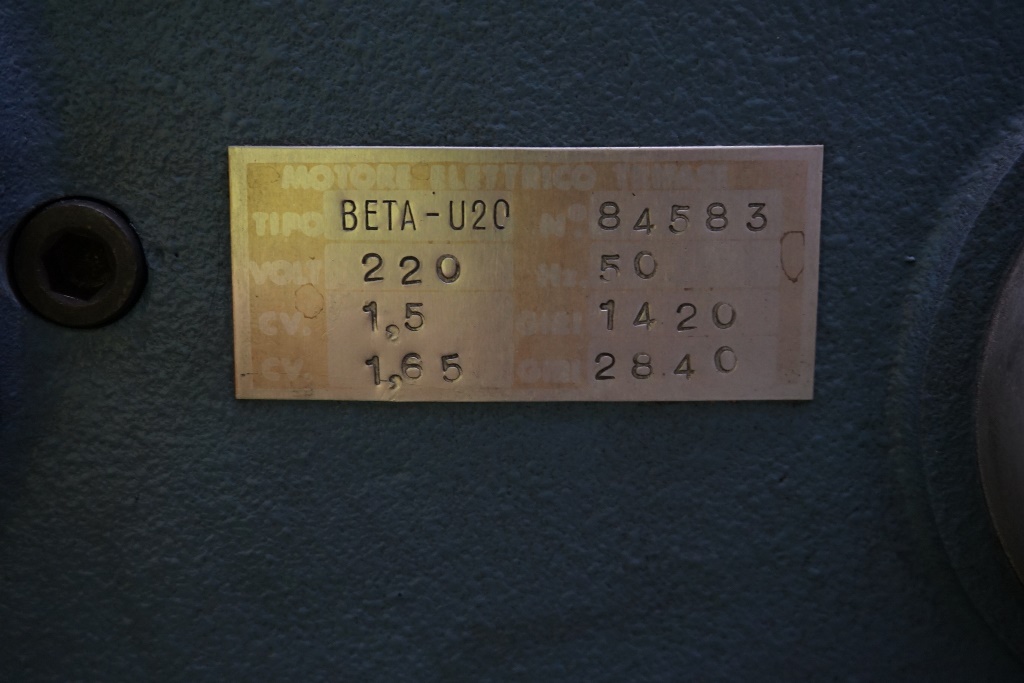 MOTORE ELETTRICO TRIFASE
TIPO BETA-U20 N° 84583
VOLT 220 Hz. 50
CV. 1,5 GIRI 1420
CV. 1,65 GIRI 2840